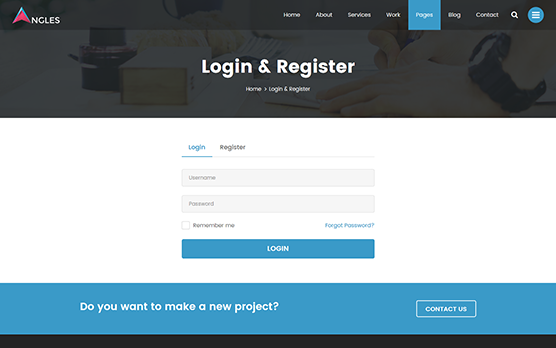 ANGLES
Home About Services Work Pages Blog Contact
Login & Register
Home > Login & Register
Login Register
Username
Password
Remember me Forgot Password?
LOGIN
Do you want to make a new project?
CONTACT US